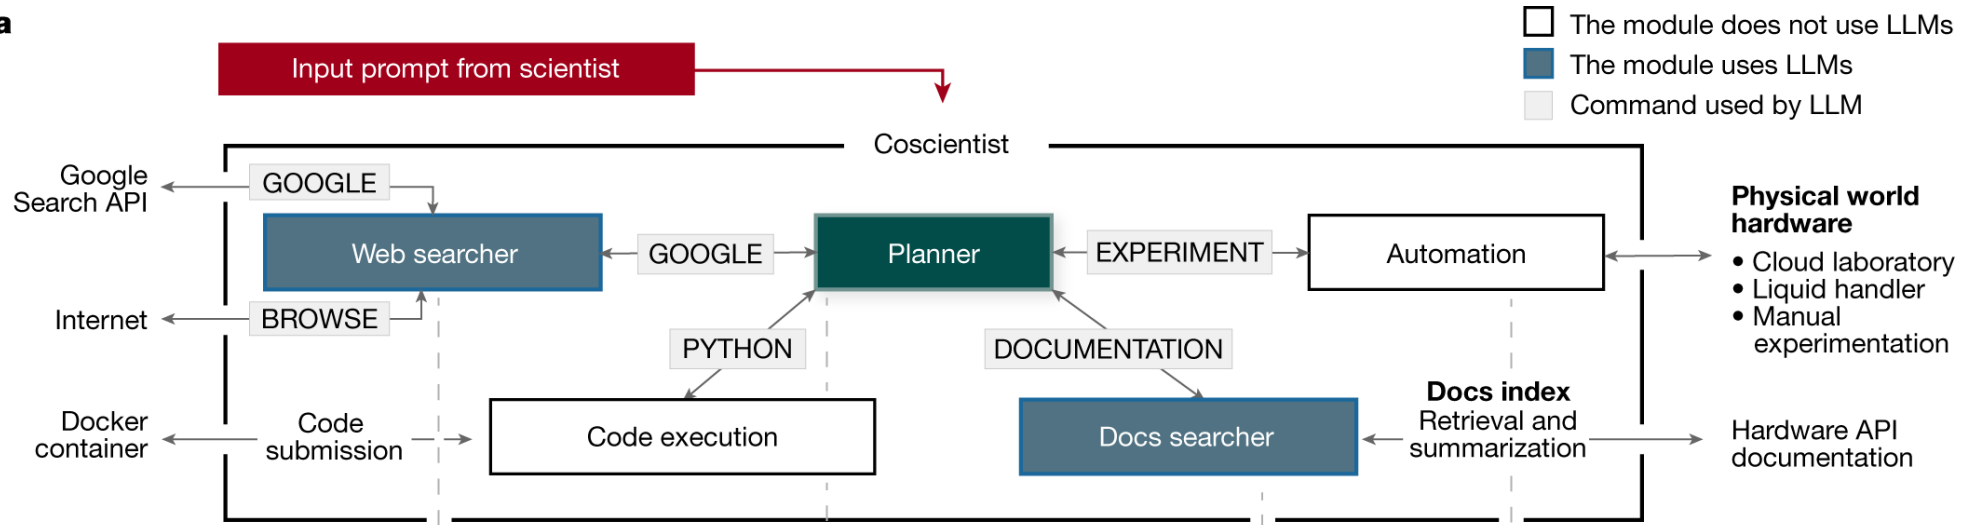 a
Input prompt from scientist
The module does not use LLMs
The module uses LLMs
Command used by LLM
Coscientist
Google
Search API
GOOGLE
Web searcher
GOOGLE
Planner
EXPERIMENT
Automation
Physical world
hardware
• Cloud laboratory
• Liquid handler
• Manual
experimentation
Internet
BROWSE
PYTHON
DOCUMENTATION
Docker
container
Code
submission
Code execution
Docs searcher
Docs index
Retrieval and
summarization
Hardware API
documentation